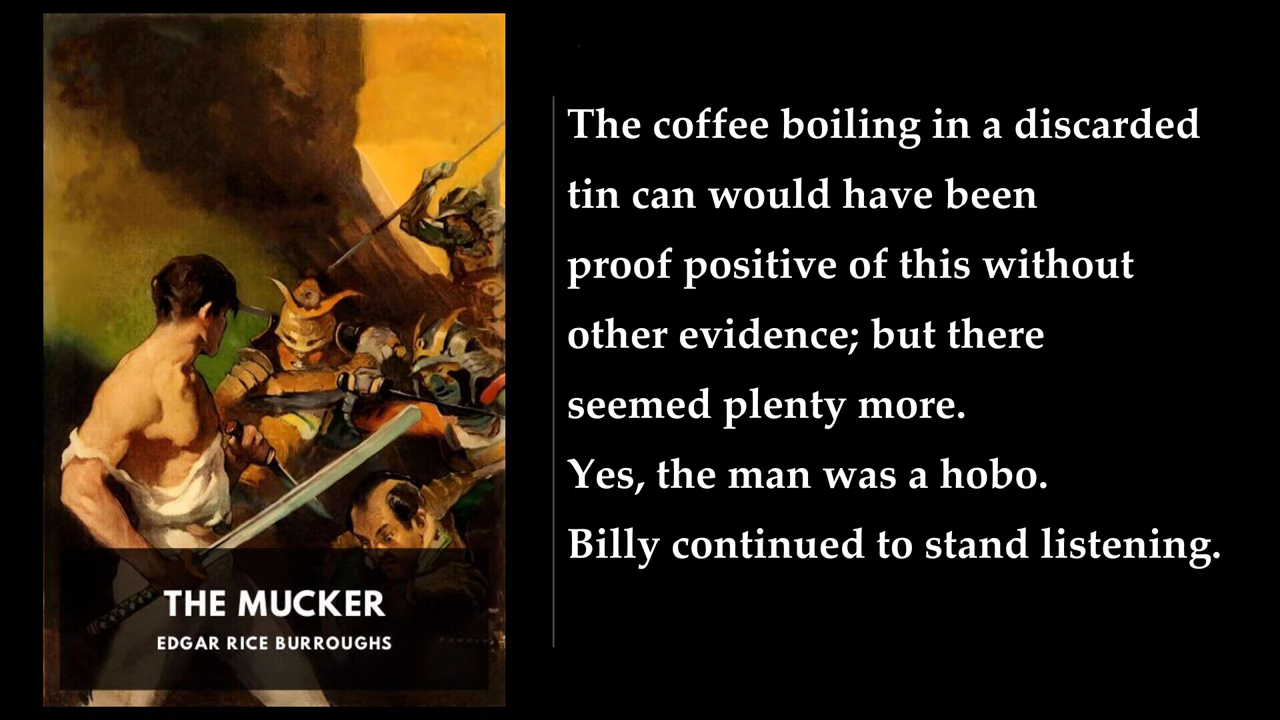 THE MUCKER
EDGAR RICE BURROUGHS
The coffee boiling in a discarded
tin can would have been
proof positive of this without
other evidence; but there
seemed plenty more.
Yes, the man was a hobo.
Billy continued to stand listening.